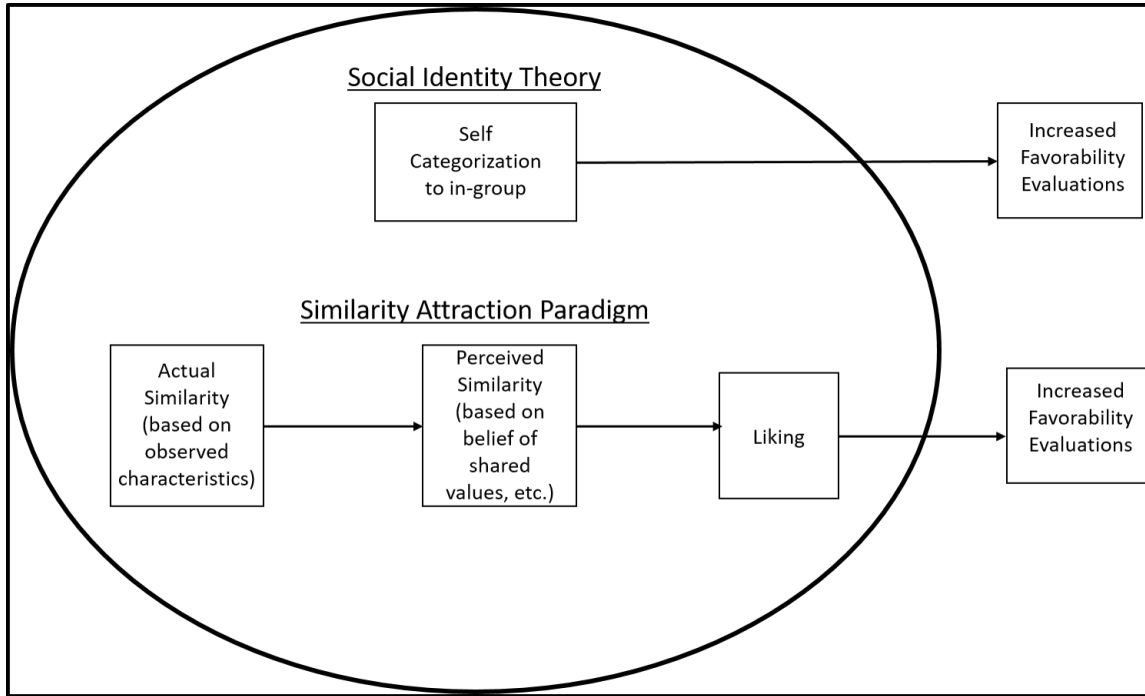 Social Identity Theory
Self
Categorization
to in-group
Increased
Favorability
Evaluations
Similarity Attraction Paradigm
Actual
Similarity
(based on
observed
characteristics)
Perceived
Similarity
(based on
belief of
shared
values, etc.)
Liking
Increased
Favorability
Evaluations